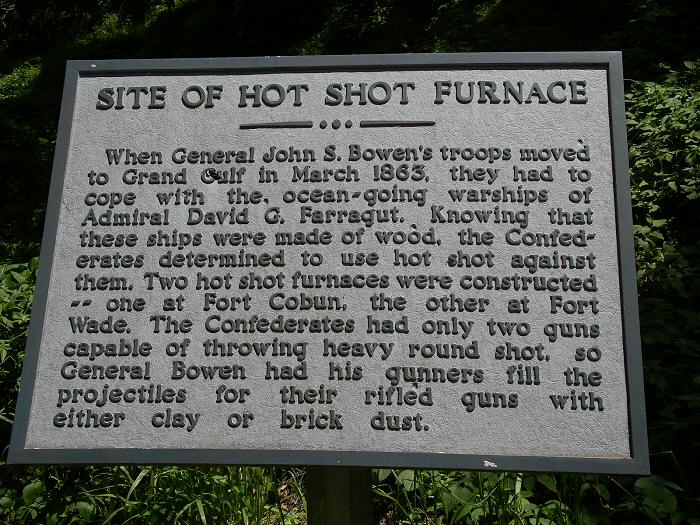 SITE OF HOT SHOT FURNACE
When General John S. Bowen's troops moved
to Grand Gulf in March 1863, they had to
cope with the ocean-going warships of
Admiral David G. Farragut. Knowing that
these ships were made of wood, the Confed-
erates determined to use hot shot against
them. Two hot shot furnaces were constructed
-- one at Fort Cobun, the other at Fort
Wade. The Confederates had only two guns
capable of throwing heavy round shot, so
General Bowen had his gunners fill the
projectiles for their rifled guns with
either clay or brick dust.